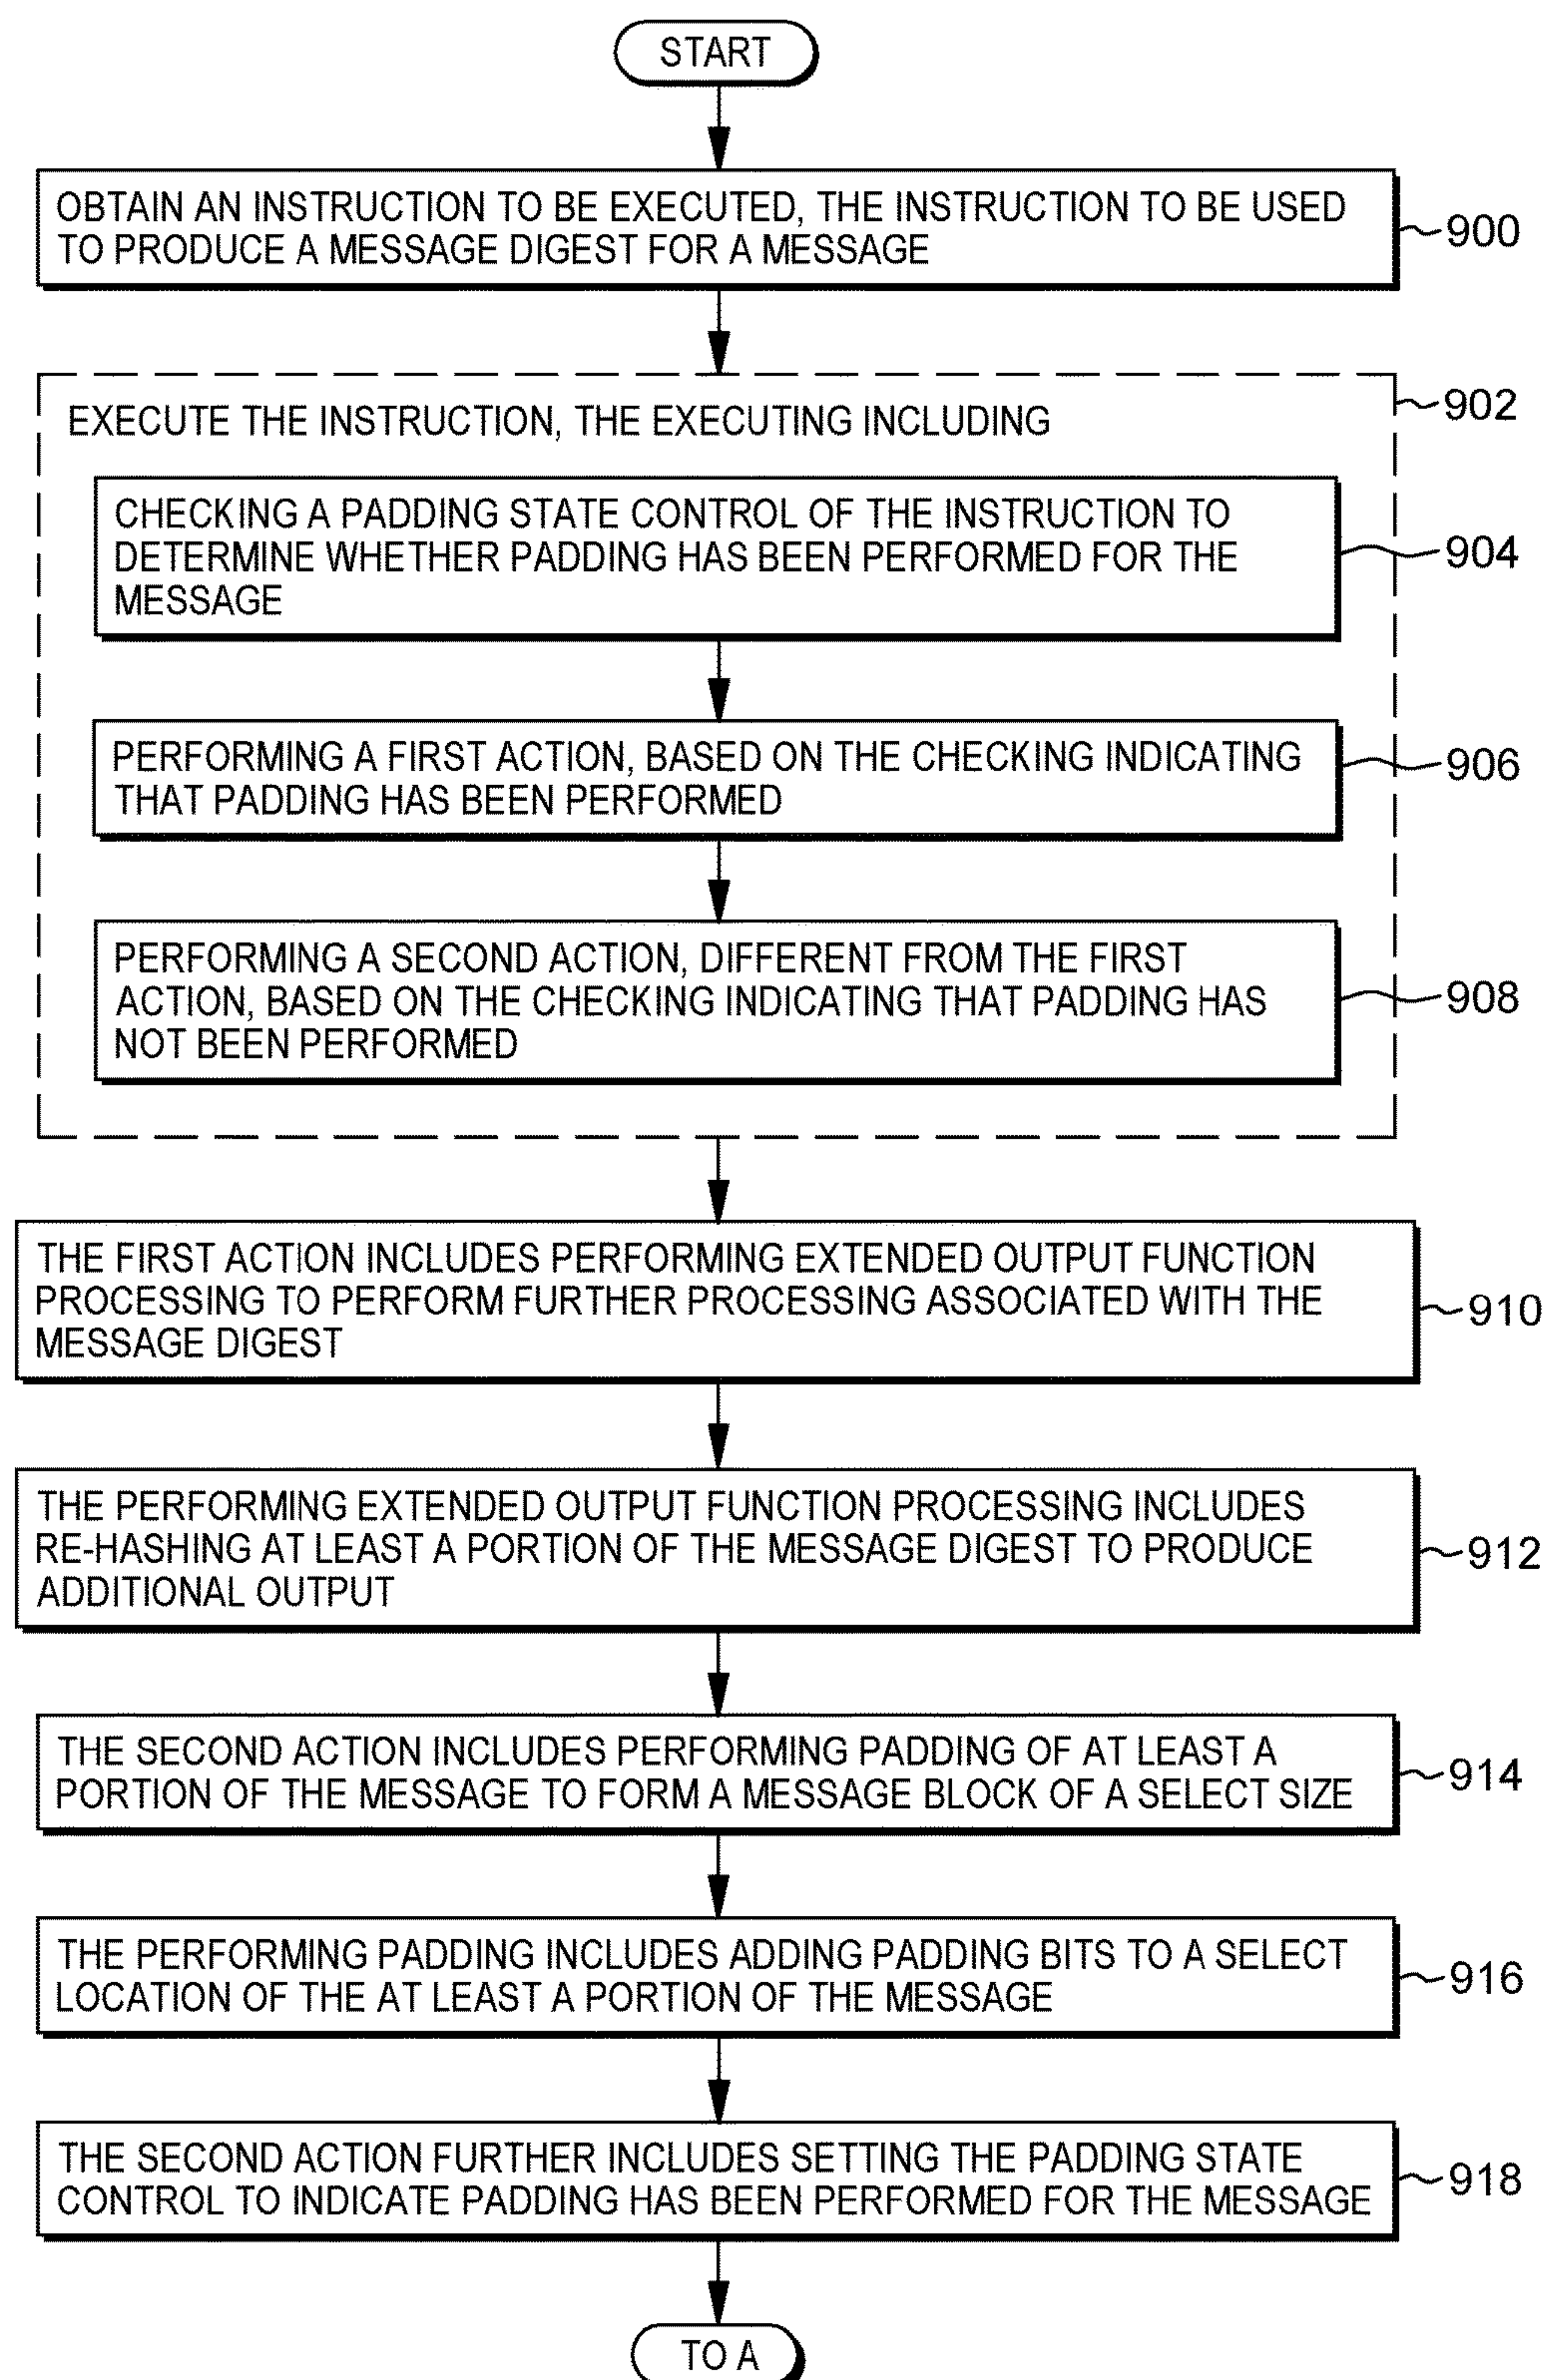 START
OBTAIN AN INSTRUCTION TO BE EXECUTED, THE INSTRUCTION TO BE USED
TO PRODUCE A MESSAGE DIGEST FOR A MESSAGE
900
EXECUTE THE INSTRUCTION, THE EXECUTING INCLUDING
902
CHECKING A PADDING STATE CONTROL OF THE INSTRUCTION TO
DETERMINE WHETHER PADDING HAS BEEN PERFORMED FOR THE
MESSAGE
904
PERFORMING A FIRST ACTION, BASED ON THE CHECKING INDICATING
THAT PADDING HAS BEEN PERFORMED
906
PERFORMING A SECOND ACTION, DIFFERENT FROM THE FIRST
ACTION, BASED ON THE CHECKING INDICATING THAT PADDING HAS
NOT BEEN PERFORMED
908
THE FIRST ACTION INCLUDES PERFORMING EXTENDED OUTPUT FUNCTION
PROCESSING TO PERFORM FURTHER PROCESSING ASSOCIATED WITH THE
MESSAGE DIGEST
910
THE PERFORMING EXTENDED OUTPUT FUNCTION PROCESSING INCLUDES
RE-HASHING AT LEAST A PORTION OF THE MESSAGE DIGEST TO PRODUCE
ADDITIONAL OUTPUT
912
THE SECOND ACTION INCLUDES PERFORMING PADDING OF AT LEAST A
PORTION OF THE MESSAGE TO FORM A MESSAGE BLOCK OF A SELECT SIZE
914
THE PERFORMING PADDING INCLUDES ADDING PADDING BITS TO A SELECT
LOCATION OF THE AT LEAST A PORTION OF THE MESSAGE
916
THE SECOND ACTION FURTHER INCLUDES SETTING THE PADDING STATE
CONTROL TO INDICATE PADDING HAS BEEN PERFORMED FOR THE MESSAGE
918
TO A